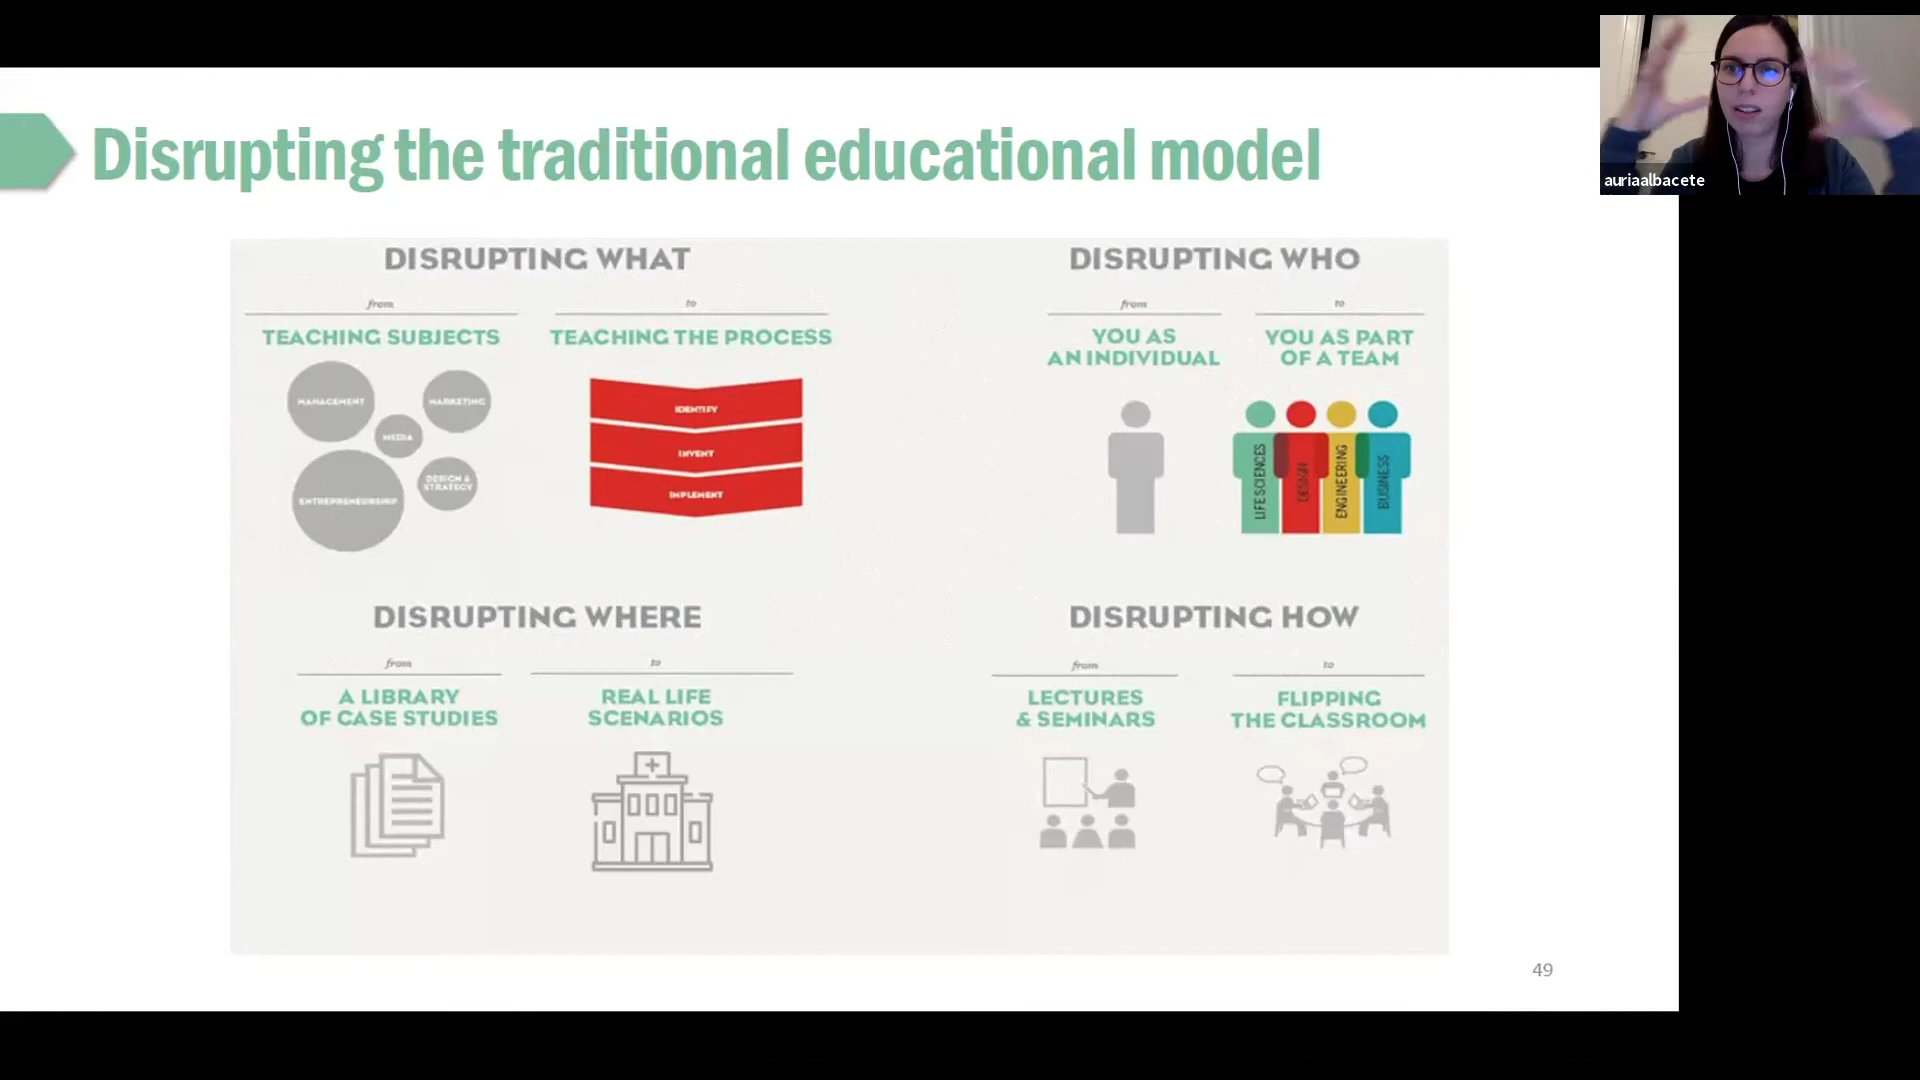 auriaalbacete
Disrupting the traditional educational model
DISRUPTING WHAT
from
to
TEACHING SUBJECTS
TEACHING THE PROCESS
MANAGEMENT
MARKETING
MEDIA
DESIGN &
STRATEGY
ENTREPRENEURSHIP
IDENTIFY
INVENT
IMPLEMENT
DISRUPTING WHO
from
to
YOU AS
AN INDIVIDUAL
YOU AS PART
OF A TEAM
LIFE SCIENCES
DESIGN
ENGINEERING
BUSINESS
DISRUPTING WHERE
from
to
A LIBRARY
OF CASE STUDIES
REAL LIFE
SCENARIOS
DISRUPTING HOW
from
to
LECTURES
& SEMINARS
FLIPPING
THE CLASSROOM
49